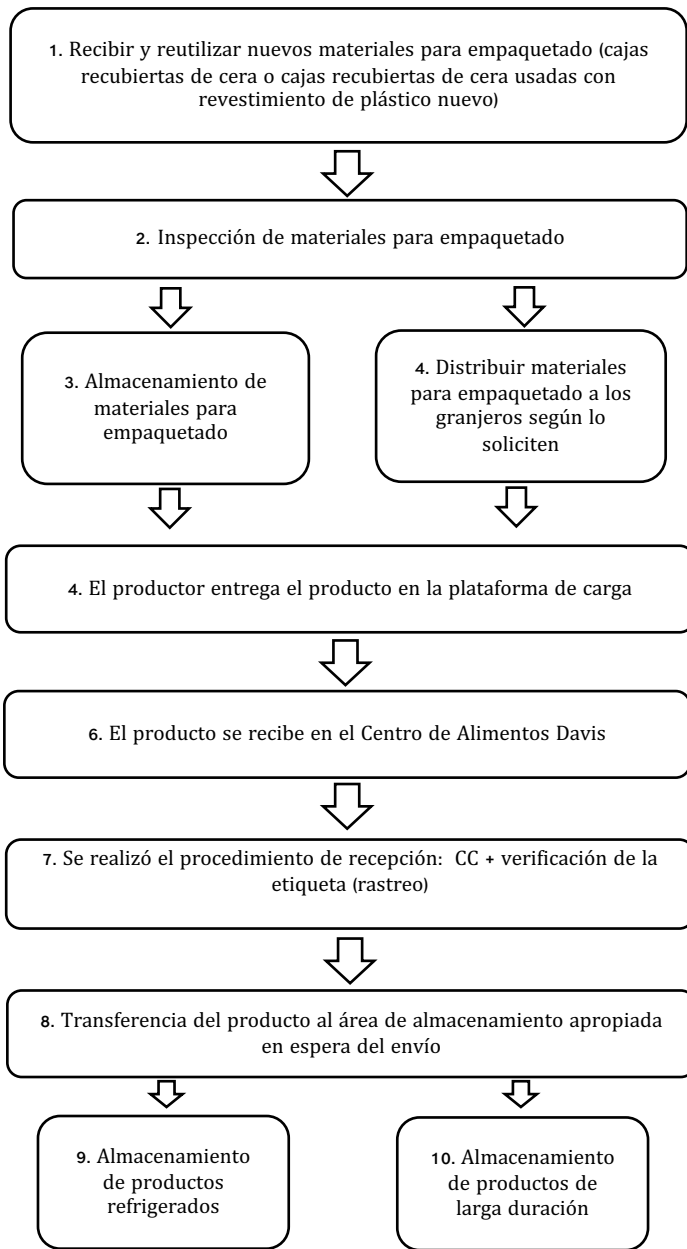 1. Recibir y reutilizar nuevos materiales para empaquetado (cajas
recubiertas de cera o cajas recubiertas de cera usadas con
revestimiento de plástico nuevo)
2. Inspección de materiales para empaquetado
3. Almacenamiento de
materiales para
empaquetado
4. Distribuir materiales
para empaquetado a los
granjeros según lo
soliciten
4. El productor entrega el producto en la plataforma de carga
6. El producto se recibe en el Centro de Alimentos Davis
7. Se realizó el procedimiento de recepción: CC + verificación de la
etiqueta (rastreo)
8. Transferencia del producto al área de almacenamiento apropiada
en espera del envío
9. Almacenamiento
de productos
refrigerados
10. Almacenamiento
de productos de
larga duración